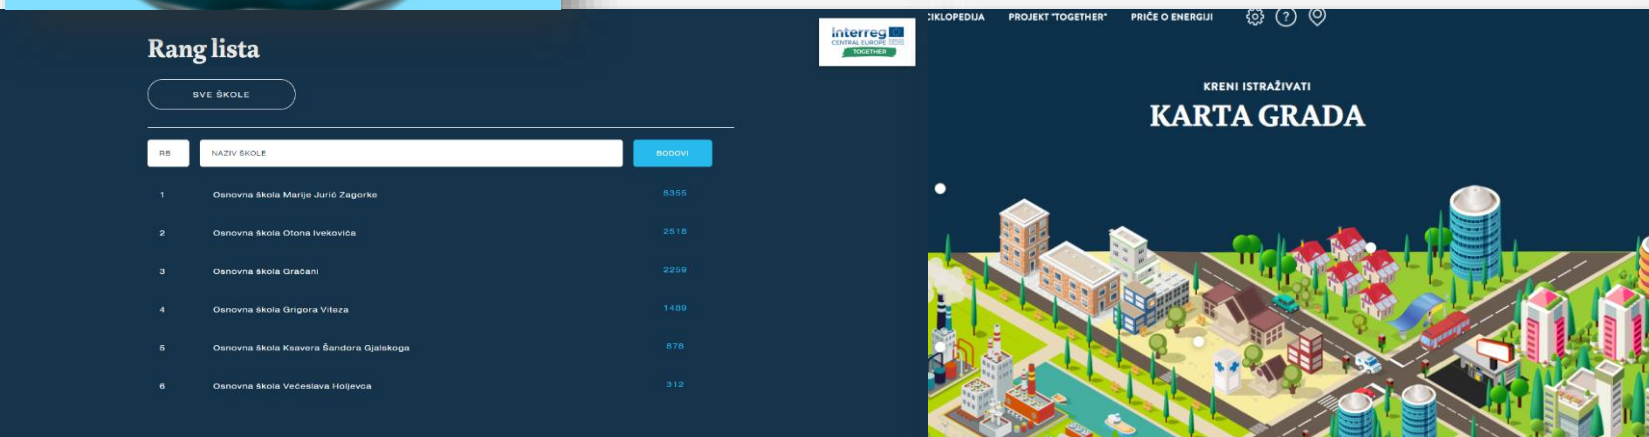 Rang lista
SVE ŠKOLE
RB NAZIV ŠKOLE BODOVI
1 Osnovna škola Marije Jurić Zagorke 8355
2 Osnovna škola Otona Ivekovića 2518
3 Osnovna škola Gračani 2259
4 Osnovna škola Grigora Viteza 1489
5 Osnovna škola Ksavera Šandora Gjalskoga 878
6 Osnovna škola Većeslava Holjevca 312
Interreg
CENTRAL EUROPE
TOGETHER
CIKLOPEDIJA PROJEKT "TOGETHER" PRIČE O ENERGIJI ?
KRENI ISTRAŽIVATI
KARTA GRADA